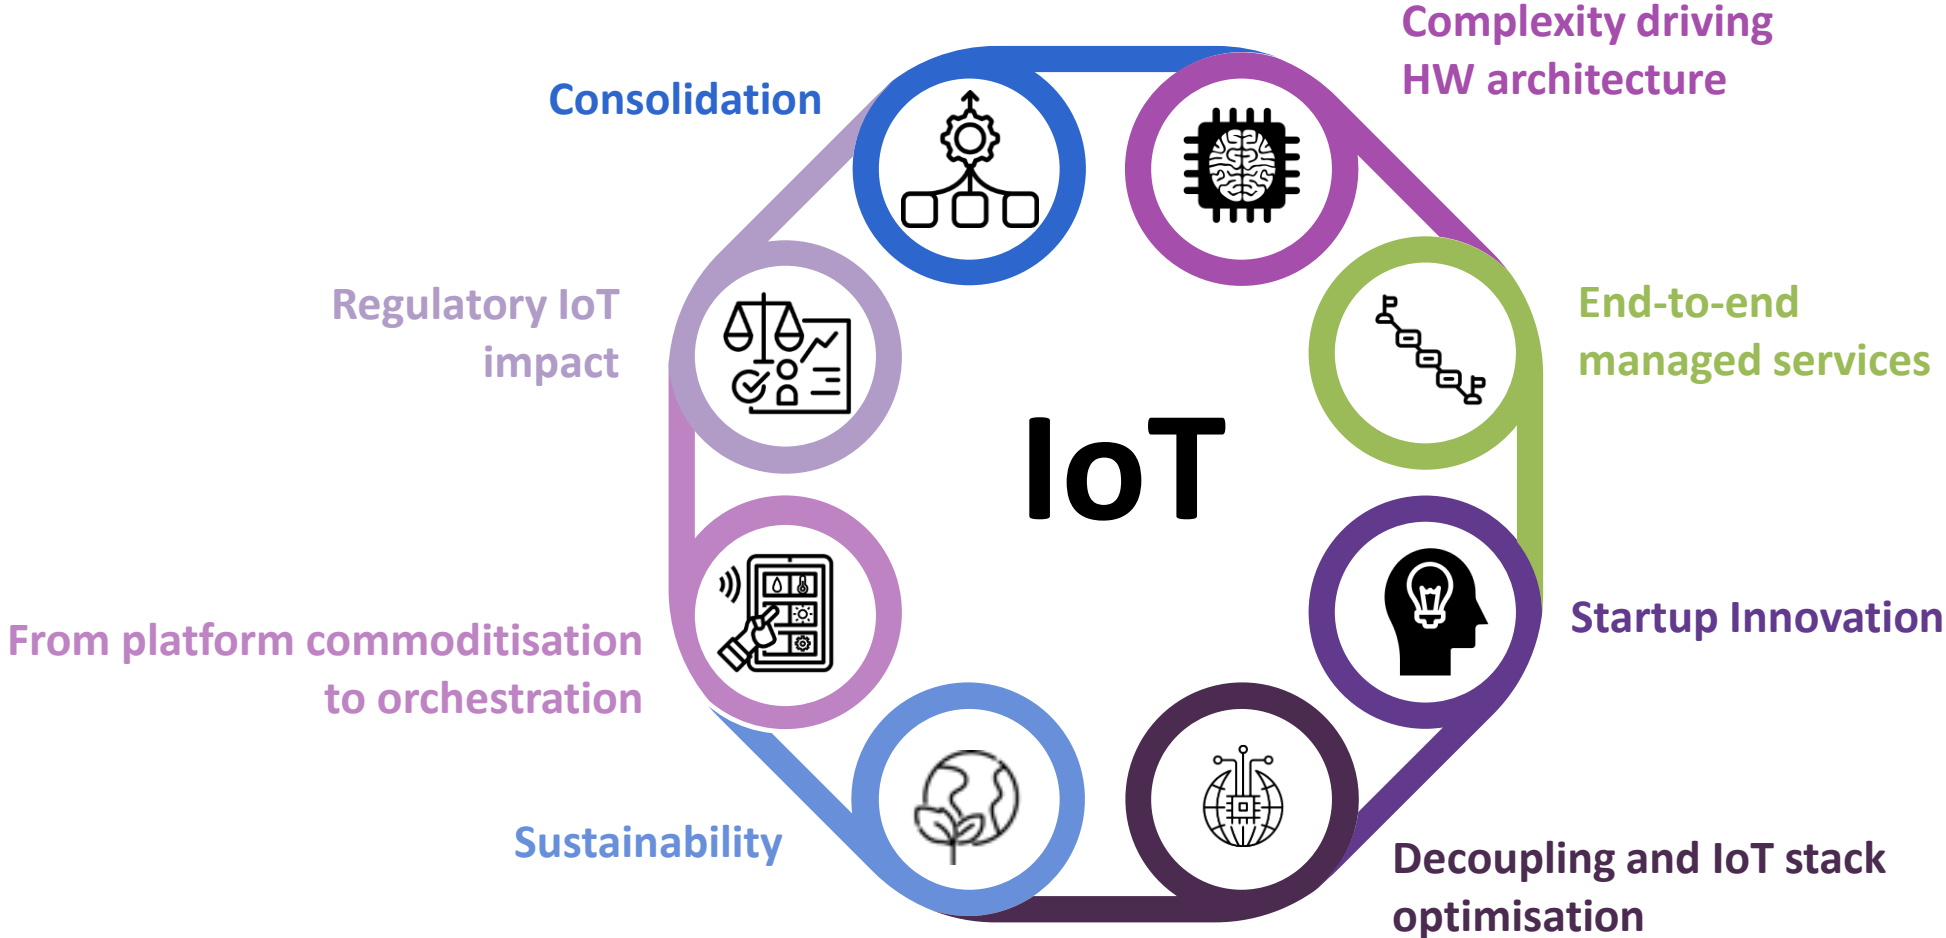 Complexity driving
HW architecture
Consolidation
Regulatory IoT
impact
End-to-end
managed services
IoT
From platform commoditisation
to orchestration
Startup Innovation
Sustainability
Decoupling and IoT stack
optimisation